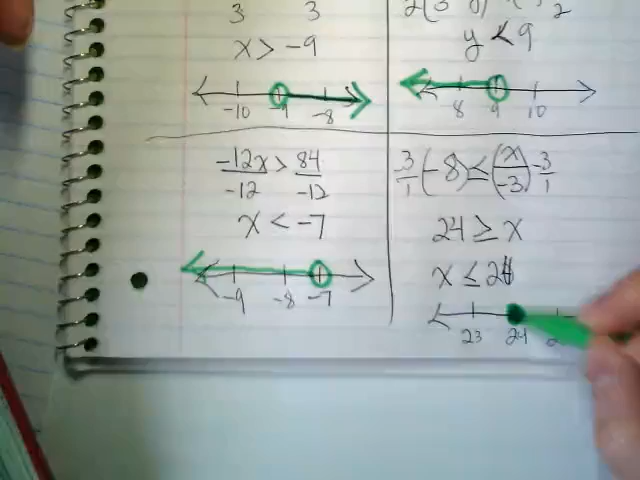 3 3
x > -9
-10 -9 -8
y < 9
8 9 10
-12x > 84
-12 -12
x < -7
-9 -8 -7
-3/1 (-8) ≤ (x/-3) -3/1
24 ≥ x
x ≤ 24
23 24